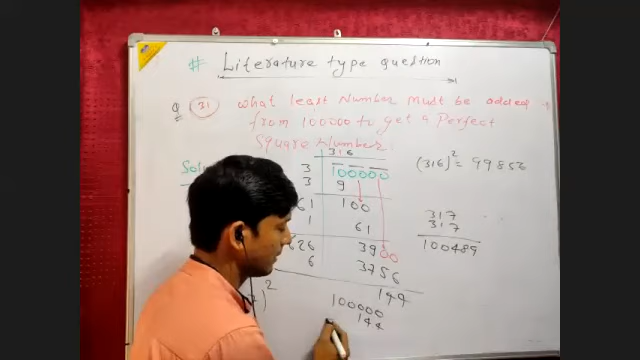 # Literature type question
Q 31 What least Number must be added
from 100000 to get a Perfect
Square Number.
Soln
316
3 100000
3 9
61 100
1 61
626 3900
6 3756
144
(316)² = 99856
317
317
100489
)²
100000
144